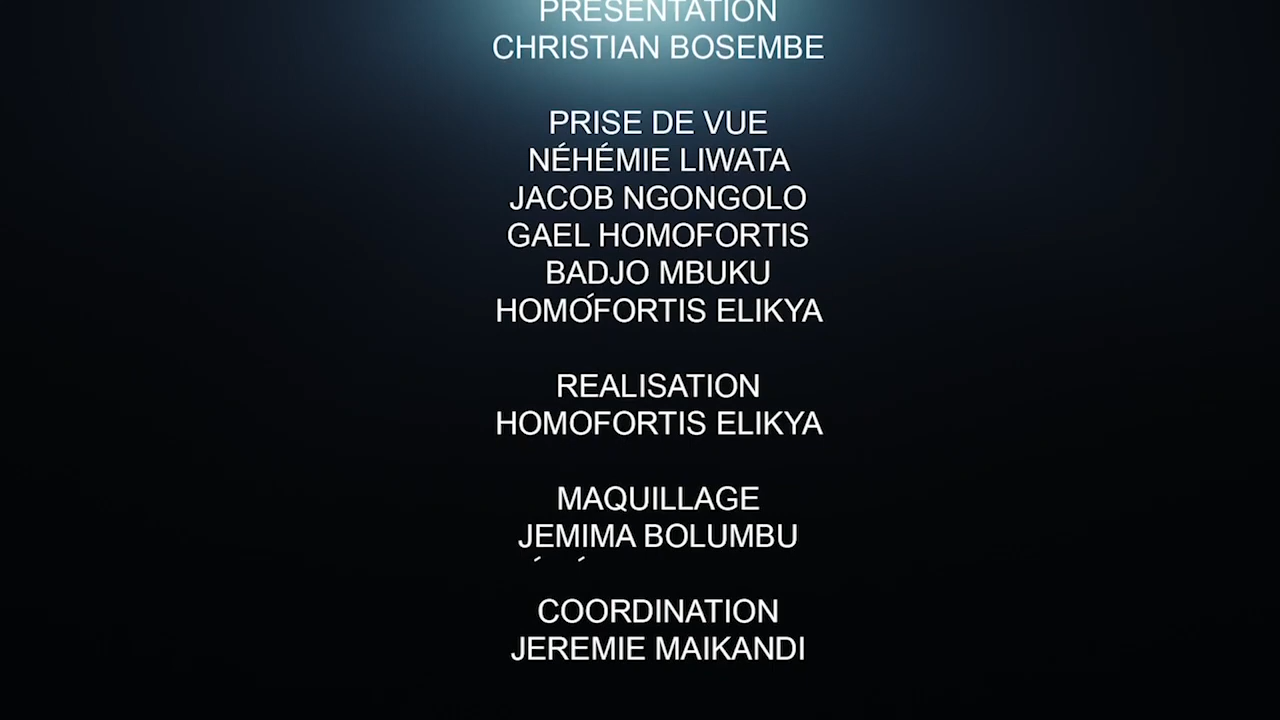 PRESENTATION
CHRISTIAN BOSEMBE
PRISE DE VUE
NÉHÉMIE LIWATA
JACOB NGONGOLO
GAEL HOMOFORTIS
BADJO MBUKU
HOMOFORTIS ELIKYA
REALISATION
HOMOFORTIS ELIKYA
MAQUILLAGE
JEMIMA BOLUMBU
COORDINATION
JEREMIE MAIKANDI